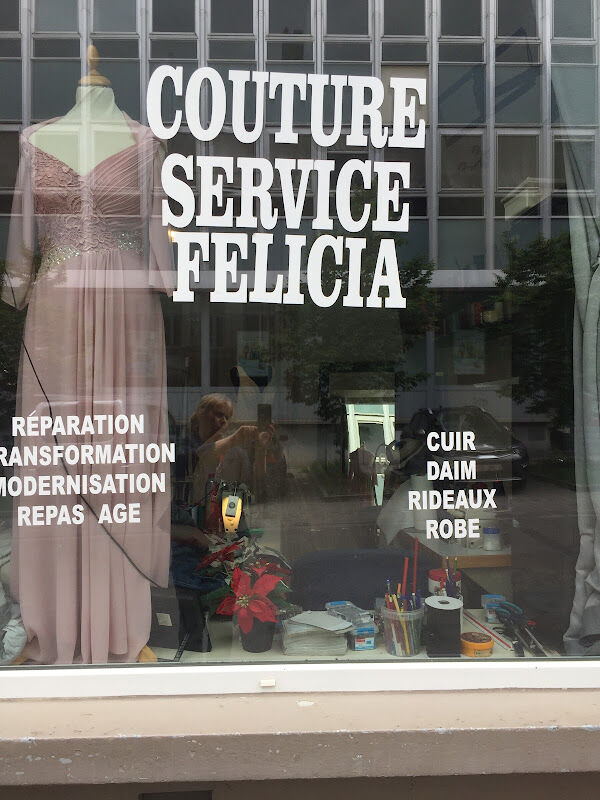 COUTURE
SERVICE
FELICIA
RÉPARATION
RANSFORMATION
MODERNISATION
REPAS AGE
CUIR
DAIM
RIDEAUX
ROBE